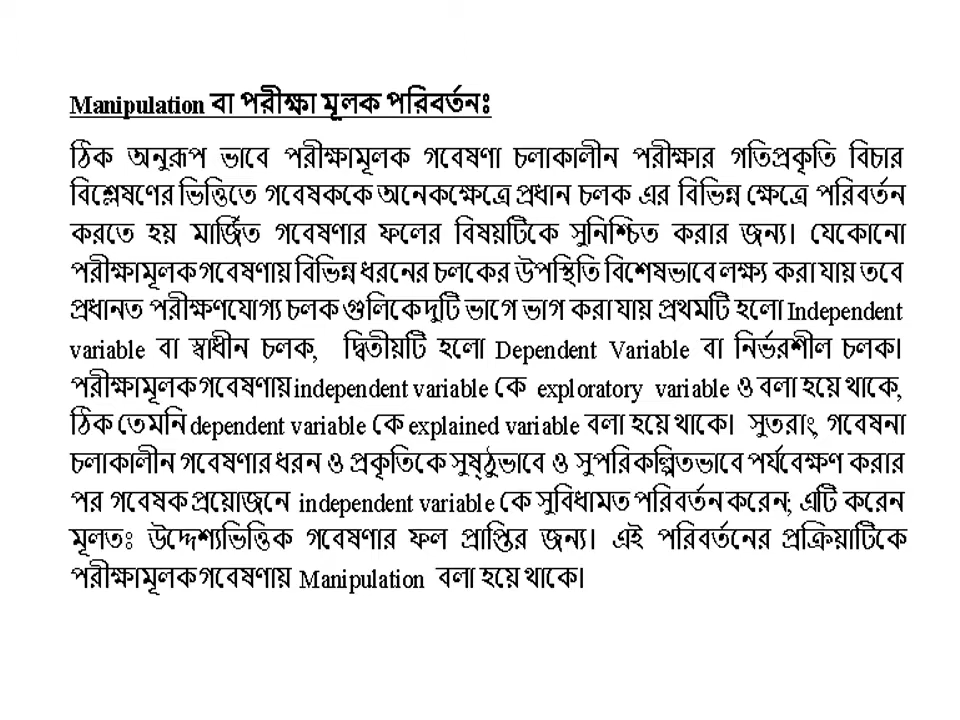 Manipulation বা পরীক্ষা মূলক পরিবর্তনঃ
ঠিক অনুরূপ ভাবে পরীক্ষামূলক গবেষণা চলাকালীন পরীক্ষার গতিপ্রকৃতি বিচার
বিশ্লেষণের ভিত্তিতে গবেষককে অনেকক্ষেত্রে প্রধান চলক এর বিভিন্ন ক্ষেত্রে পরিবর্তন
করতে হয় মার্জিত গবেষণার ফলের বিষয়টিকে সুনিশ্চিত করার জন্য। যেকোনো
পরীক্ষামূলক গবেষণায় বিভিন্ন ধরনের চলকের উপস্থিতি বিশেষভাবে লক্ষ্য করা যায় তবে
প্রধানত পরীক্ষণযোগ্য চলক গুলিকে দুটি ভাগে ভাগ করা যায় প্রথমটি হলো Independent
variable বা স্বাধীন চলক, দ্বিতীয়টি হলো Dependent Variable বা নির্ভরশীল চলক।
পরীক্ষামূলক গবেষণায় independent variable কে exploratory variable ও বলা হয়ে থাকে,
ঠিক তেমনি dependent variable কে explained variable বলা হয়ে থাকে। সুতরাং, গবেষনা
চলাকালীন গবেষণার ধরন ও প্রকৃতিকে সুষ্ঠুভাবে ও সুপরিকল্পিতভাবে পর্যবেক্ষণ করার
পর গবেষক প্রয়োজনে independent variable কে সুবিধামত পরিবর্তন করেন; এটি করেন
মূলতঃ উদ্দেশ্যভিত্তিক গবেষণার ফল প্রাপ্তির জন্য। এই পরিবর্তনের প্রক্রিয়াটিকে
পরীক্ষামূলক গবেষণায় Manipulation বলা হয়ে থাকে।